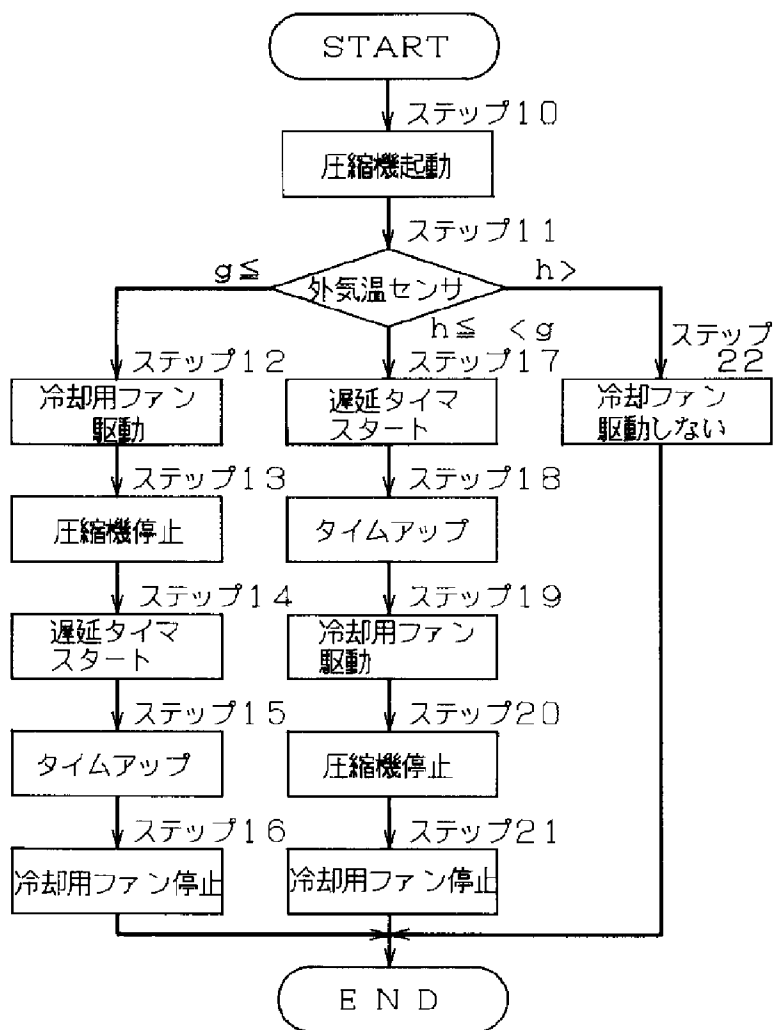 START
ステップ10
圧縮機起動
ステップ11
外気温センサ
g≦
h≦ <g
h>
ステップ12
冷却用ファン
駆動
ステップ13
圧縮機停止
ステップ14
遅延タイマ
スタート
ステップ15
タイムアップ
ステップ16
冷却用ファン停止
ステップ17
遅延タイマ
スタート
ステップ18
タイムアップ
ステップ19
冷却用ファン
駆動
ステップ20
圧縮機停止
ステップ21
冷却用ファン停止
ステップ
22
冷却ファン
駆動しない
END